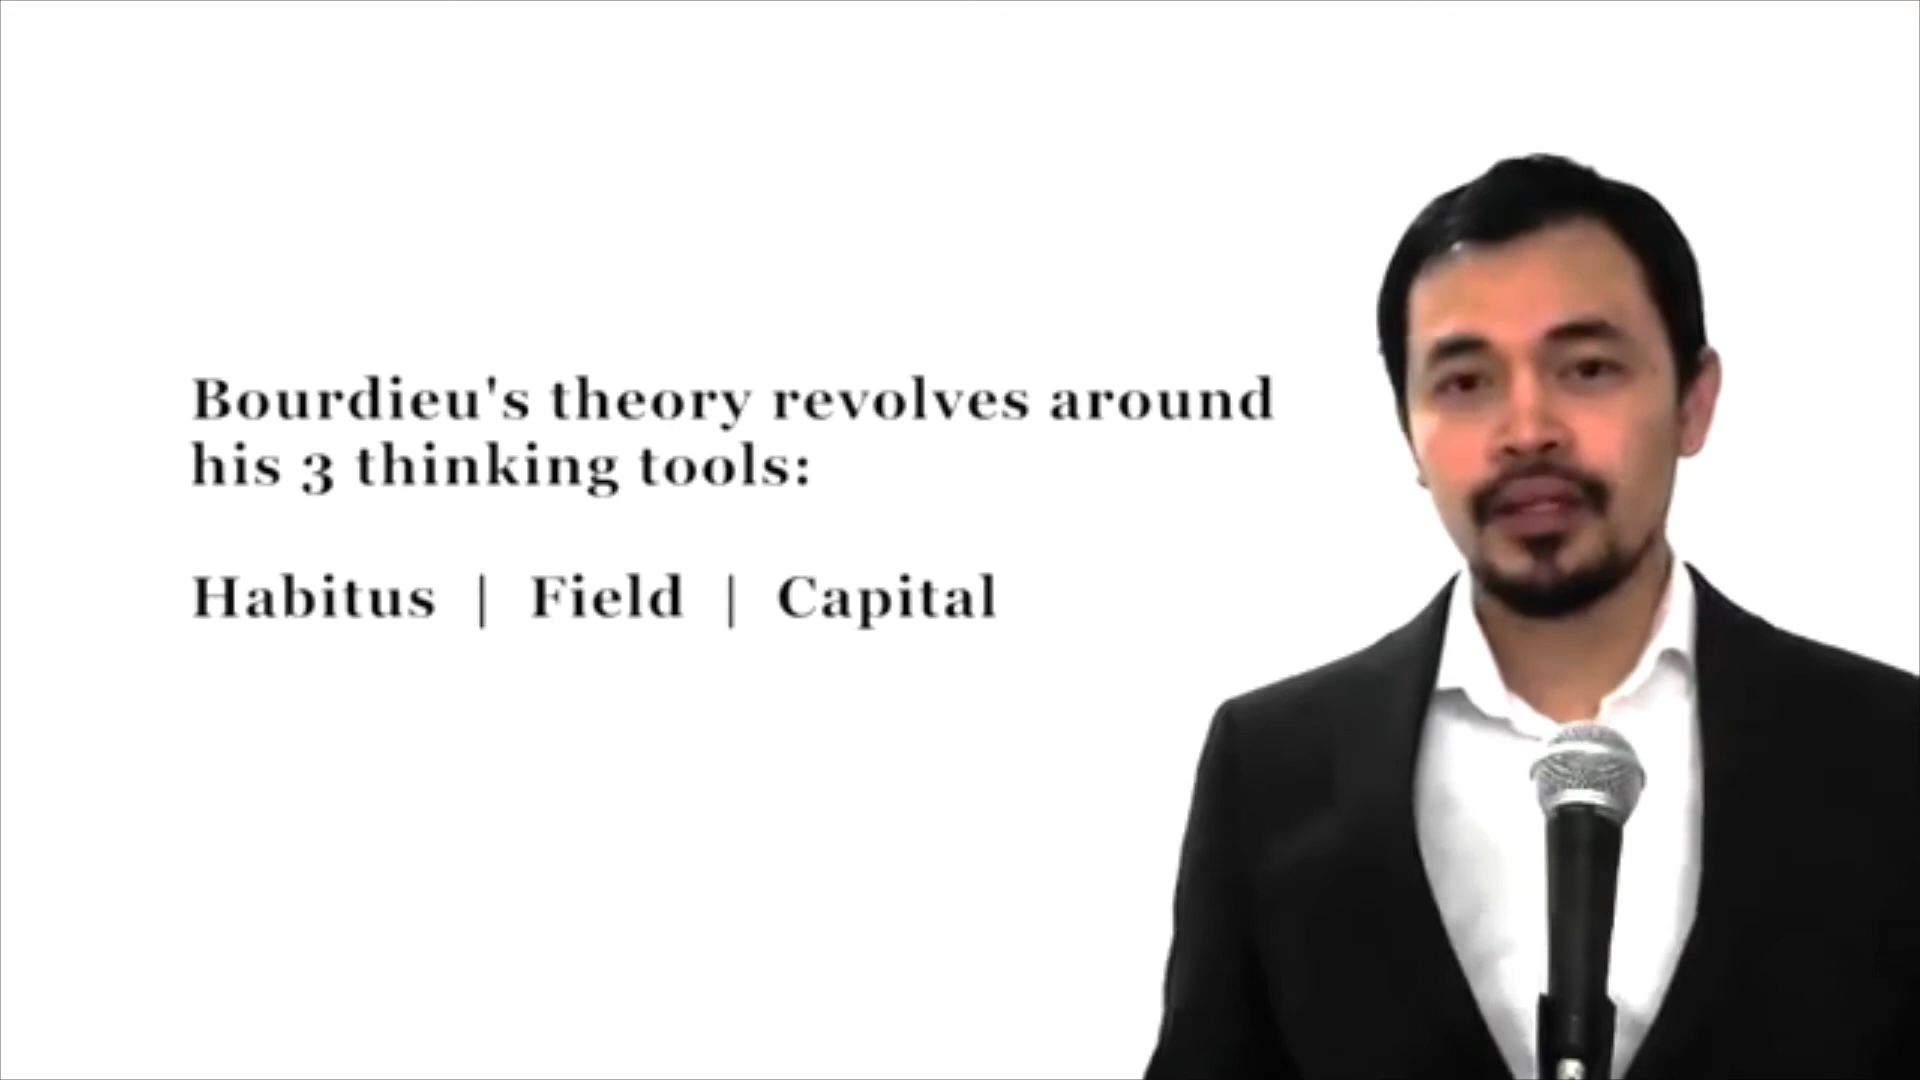 Bourdieu's theory revolves around
his 3 thinking tools:
Habitus | Field | Capital